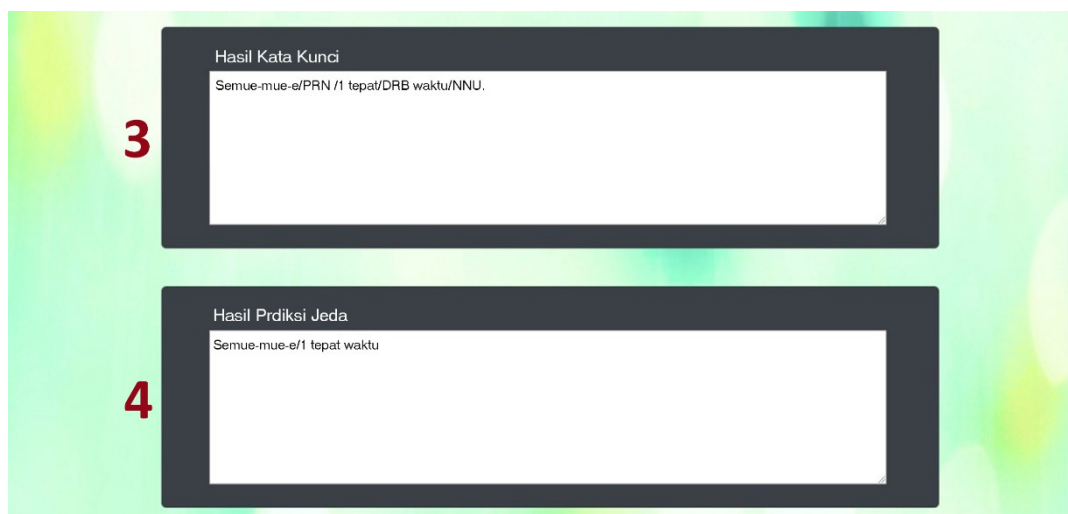 Hasil Kata Kunci
Semue-mue-e/PRN /1 tepat/DRB waktu/NNU.
3
Hasil Prdiksi Jeda
Semue-mue-e/1 tepat waktu
4